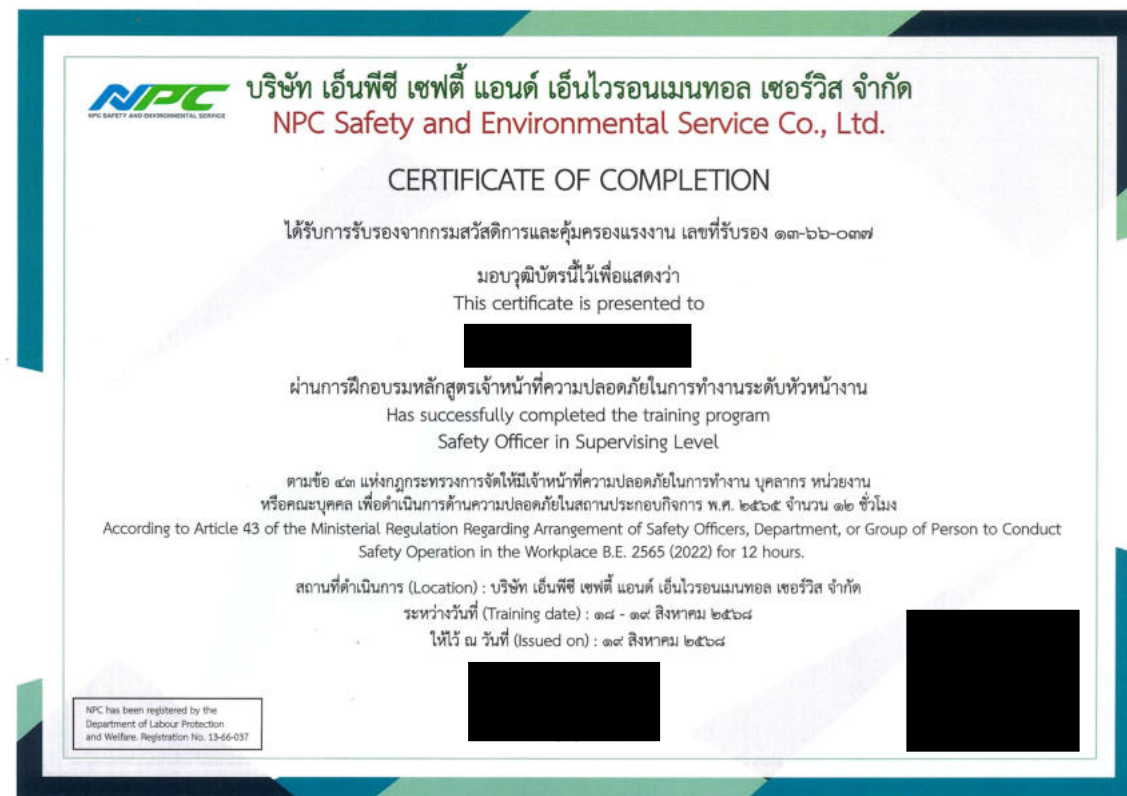 NPC
NPC SAFETY AND ENVIRONMENTAL SERVICE
บริษัท เอ็นพีซี เซฟตี้ แอนด์ เอ็นไวรอนเมนทอล เซอร์วิส จำกัด
NPC Safety and Environmental Service Co., Ltd.
CERTIFICATE OF COMPLETION
ได้รับการรับรองจากกรมสวัสดิการและคุ้มครองแรงงาน เลขที่รับรอง ๑๓-๖๖-๐๓๗
มอบวุฒิบัตรนี้ไว้เพื่อแสดงว่า
This certificate is presented to
ผ่านการฝึกอบรมหลักสูตรเจ้าหน้าที่ความปลอดภัยในการทำงานระดับหัวหน้างาน
Has successfully completed the training program
Safety Officer in Supervising Level
ตามข้อ ๔๓ แห่งกฎกระทรวงการจัดให้มีเจ้าหน้าที่ความปลอดภัยในการทำงาน บุคลากร หน่วยงาน
หรือคณะบุคคล เพื่อดำเนินการด้านความปลอดภัยในสถานประกอบกิจการ พ.ศ. ๒๕๖๕ จำนวน ๑๒ ชั่วโมง
According to Article 43 of the Ministerial Regulation Regarding Arrangement of Safety Officers, Department, or Group of Person to Conduct
Safety Operation in the Workplace B.E. 2565 (2022) for 12 hours.
สถานที่ดำเนินการ (Location) : บริษัท เอ็นพีซี เซฟตี้ แอนด์ เอ็นไวรอนเมนทอล เซอร์วิส จำกัด
ระหว่างวันที่ (Training date) : ๑๘ - ๑๙ สิงหาคม ๒๕๖๘
ให้ไว้ ณ วันที่ (Issued on) : ๑๙ สิงหาคม ๒๕๖๘
NPC has been registered by the
Department of Labour Protection
and Welfare. Registration No. 13-66-037